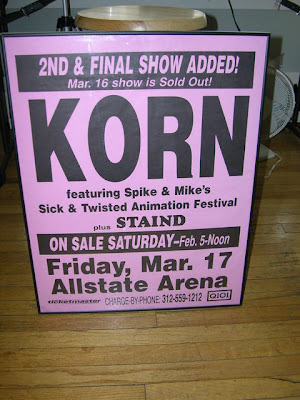 2ND & FINAL SHOW ADDED!
Mar. 16 show is Sold Out!
KORN
featuring Spike & Mike's
Sick & Twisted Animation Festival
plus STAIND
ON SALE SATURDAY–Feb. 5-Noon
Friday, Mar. 17
Allstate Arena
ticketmaster CHARGE-BY-PHONE: 312-559-1212 Q101